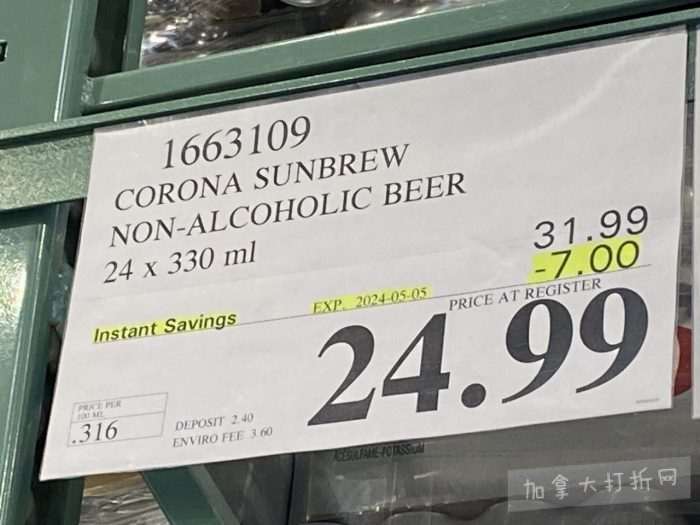 1663109
CORONA SUNBREW
NON-ALCOHOLIC BEER
24 x 330 ml
31.99
-7.00
Instant Savings
EXP. 2024-05-05
PRICE AT REGISTER
24.99
PRICE PER
100 ML
.316
DEPOSIT 2.40
ENVIRO FEE 3.60
加拿大打折网